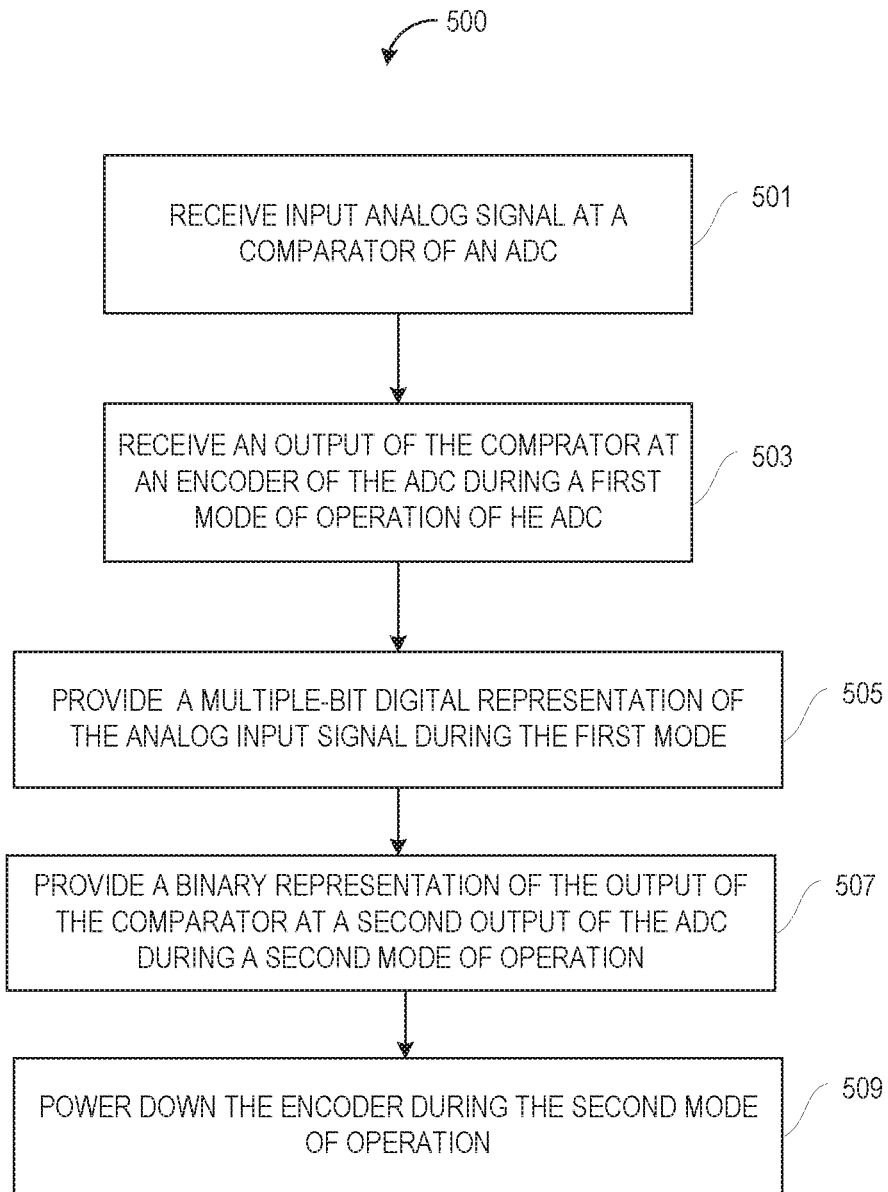 500
RECEIVE INPUT ANALOG SIGNAL AT A
COMPARATOR OF AN ADC
501
RECEIVE AN OUTPUT OF THE COMPRATOR AT
AN ENCODER OF THE ADC DURING A FIRST
MODE OF OPERATION OF HE ADC
503
PROVIDE A MULTIPLE-BIT DIGITAL REPRESENTATION OF
THE ANALOG INPUT SIGNAL DURING THE FIRST MODE
505
PROVIDE A BINARY REPRESENTATION OF THE OUTPUT OF
THE COMPARATOR AT A SECOND OUTPUT OF THE ADC
DURING A SECOND MODE OF OPERATION
507
POWER DOWN THE ENCODER DURING THE SECOND MODE
OF OPERATION
509